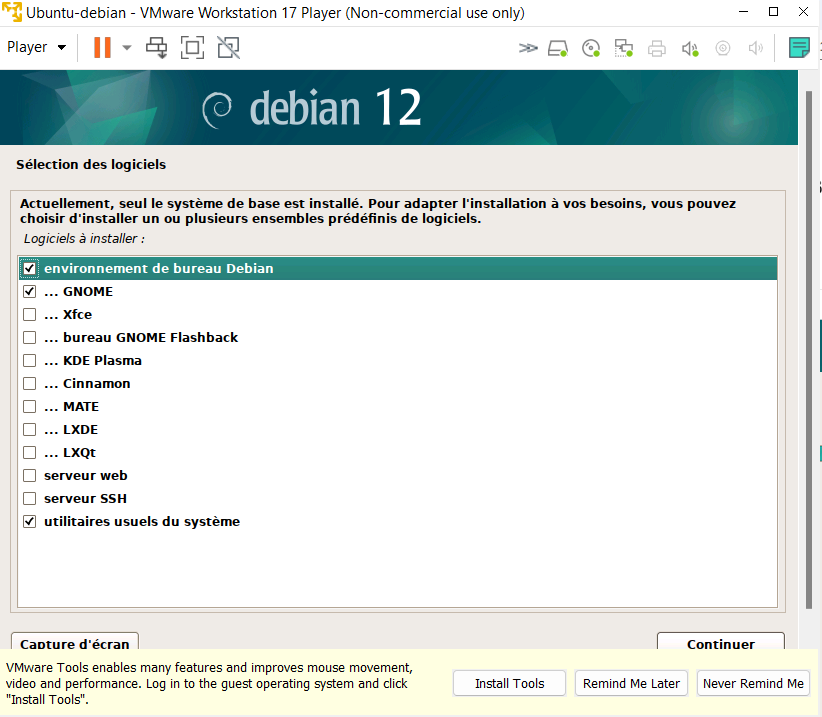 Ubuntu-debian - VMware Workstation 17 Player (Non-commercial use only)
Player
debian 12
Sélection des logiciels
Actuellement, seul le système de base est installé. Pour adapter l'installation à vos besoins, vous pouvez
choisir d'installer un ou plusieurs ensembles prédéfinis de logiciels.
Logiciels à installer :
environnement de bureau Debian
... GNOME
... Xfce
... bureau GNOME Flashback
... KDE Plasma
... Cinnamon
... MATE
... LXDE
... LXQt
serveur web
serveur SSH
utilitaires usuels du système
Capture d'écran
Continuer
VMware Tools enables many features and improves mouse movement,
video and performance. Log in to the guest operating system and click
"Install Tools".
Install Tools
Remind Me Later
Never Remind Me